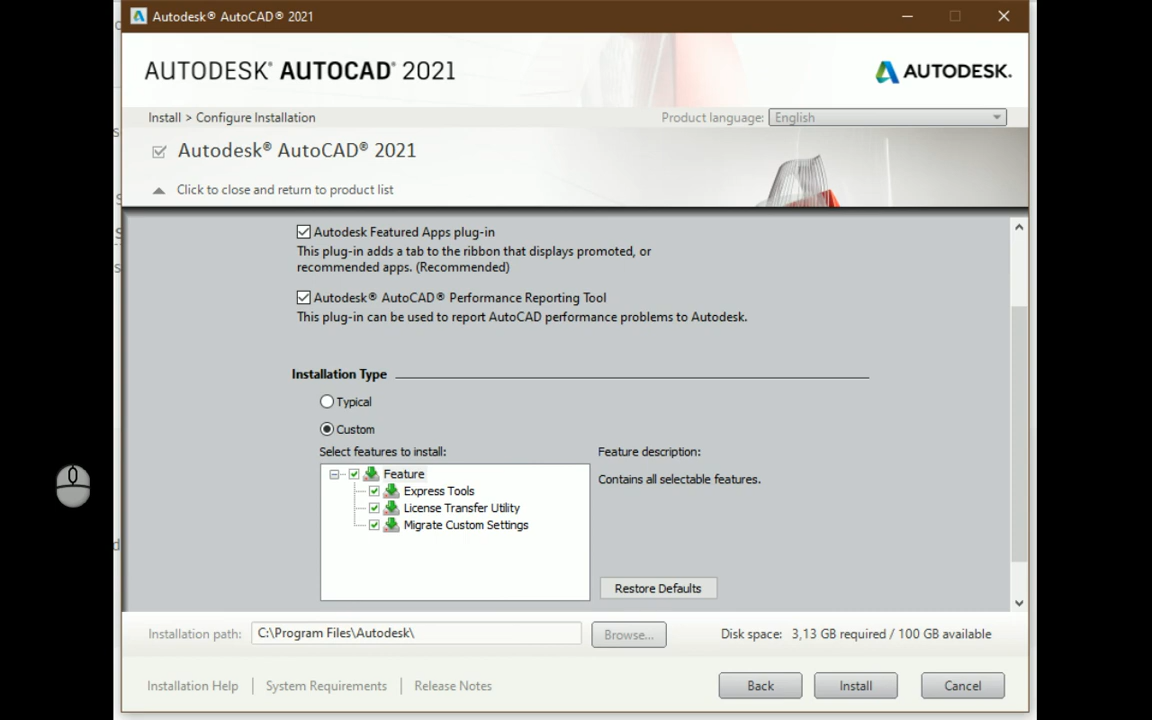 Autodesk® AutoCAD® 2021
AUTODESK® AUTOCAD® 2021
AUTODESK.
Install > Configure Installation
Product language: English
Autodesk® AutoCAD® 2021
Click to close and return to product list
Autodesk Featured Apps plug-in
This plug-in adds a tab to the ribbon that displays promoted, or
recommended apps. (Recommended)
Autodesk® AutoCAD® Performance Reporting Tool
This plug-in can be used to report AutoCAD performance problems to Autodesk.
Installation Type
Typical
Custom
Select features to install:
Feature description:
Feature
Contains all selectable features.
Express Tools
License Transfer Utility
Migrate Custom Settings
Restore Defaults
Installation path: C:\Program Files\Autodesk\
Browse...
Disk space: 3,13 GB required / 100 GB available
Installation Help
System Requirements
Release Notes
Back
Install
Cancel